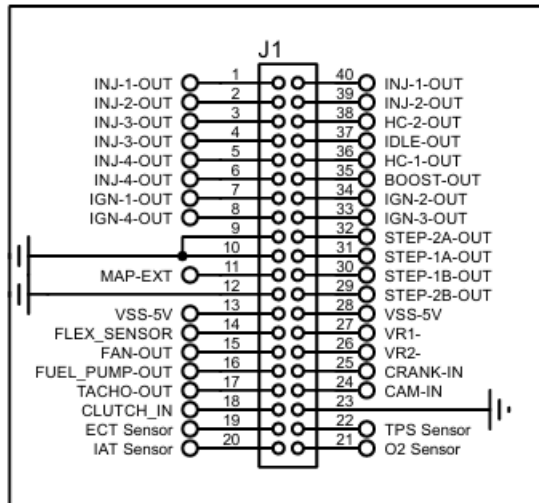 J1
INJ-1-OUT 1 40 INJ-1-OUT
INJ-2-OUT 2 39 INJ-2-OUT
INJ-3-OUT 3 38 HC-2-OUT
INJ-3-OUT 4 37 IDLE-OUT
INJ-4-OUT 5 36 HC-1-OUT
INJ-4-OUT 6 35 BOOST-OUT
IGN-1-OUT 7 34 IGN-2-OUT
IGN-4-OUT 8 33 IGN-3-OUT
9 32 STEP-2A-OUT
10 31 STEP-1A-OUT
MAP-EXT 11 30 STEP-1B-OUT
12 29 STEP-2B-OUT
VSS-5V 13 28 VSS-5V
FLEX_SENSOR 14 27 VR1-
FAN-OUT 15 26 VR2-
FUEL_PUMP-OUT 16 25 CRANK-IN
TACHO-OUT 17 24 CAM-IN
CLUTCH_IN 18 23
ECT Sensor 19 22 TPS Sensor
IAT Sensor 20 21 O2 Sensor